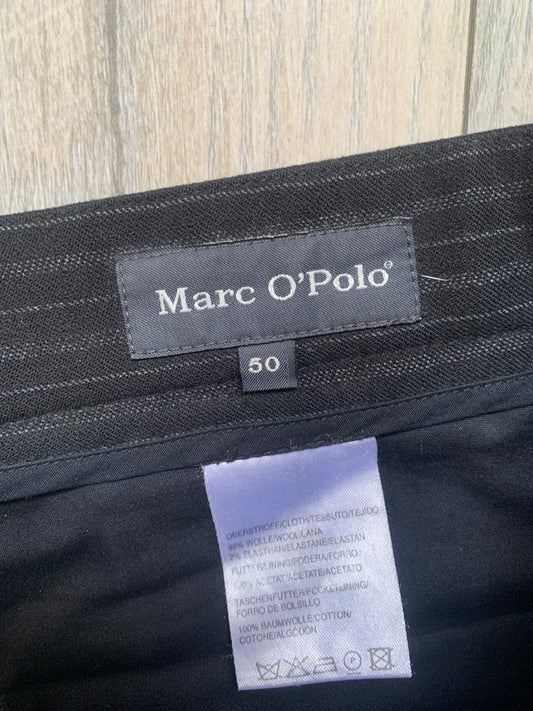 Marc O'Polo®
50
OBERSTOFF/CLOTH/TESSUTO/TEJIDO
98% WOLLE/WOOL/LANA
2% ELASTHAN/ELASTANE/ELASTAN
FUTTER/LINING/FODERA/FORRO
100% ACETAT/ACETATE/ACETATO
TASCHENFUTTER/POCKETLINING/
FORRO DE BOLSILLO
100% BAUMWOLLE/COTTON/
COTONE/ALGODON